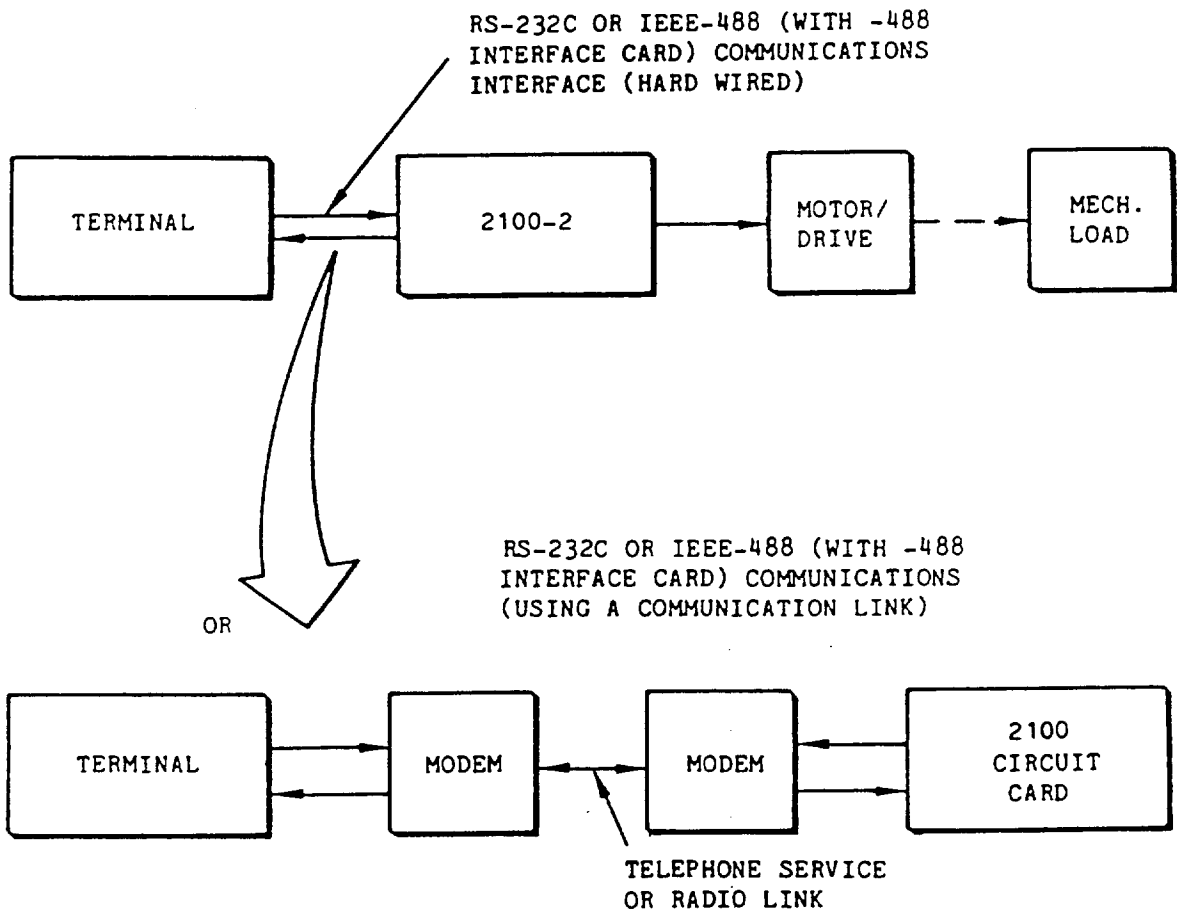 RS-232C OR IEEE-488 (WITH -488
INTERFACE CARD) COMMUNICATIONS
INTERFACE (HARD WIRED)
TERMINAL
2100-2
MOTOR/
DRIVE
MECH.
LOAD
RS-232C OR IEEE-488 (WITH -488
INTERFACE CARD) COMMUNICATIONS
(USING A COMMUNICATION LINK)
OR
TERMINAL
MODEM
MODEM
2100
CIRCUIT
CARD
TELEPHONE SERVICE
OR RADIO LINK